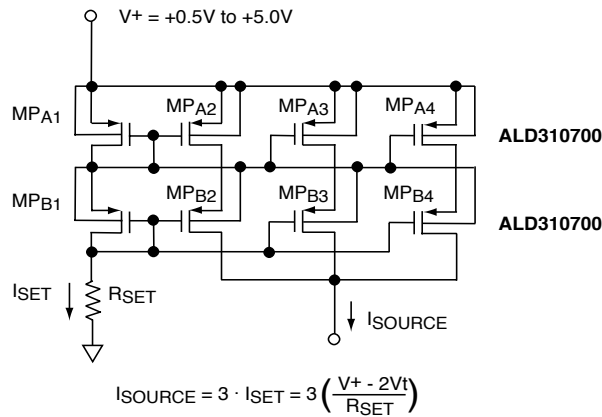 V+ = +0.5V to +5.0V
MPA1 MPA2 MPA3 MPA4
ALD310700
MPB1 MPB2 MPB3 MPB4
ALD310700
ISET RSET
ISOURCE
ISOURCE = 3 · ISET = 3 (V+ - 2Vt / RSET)